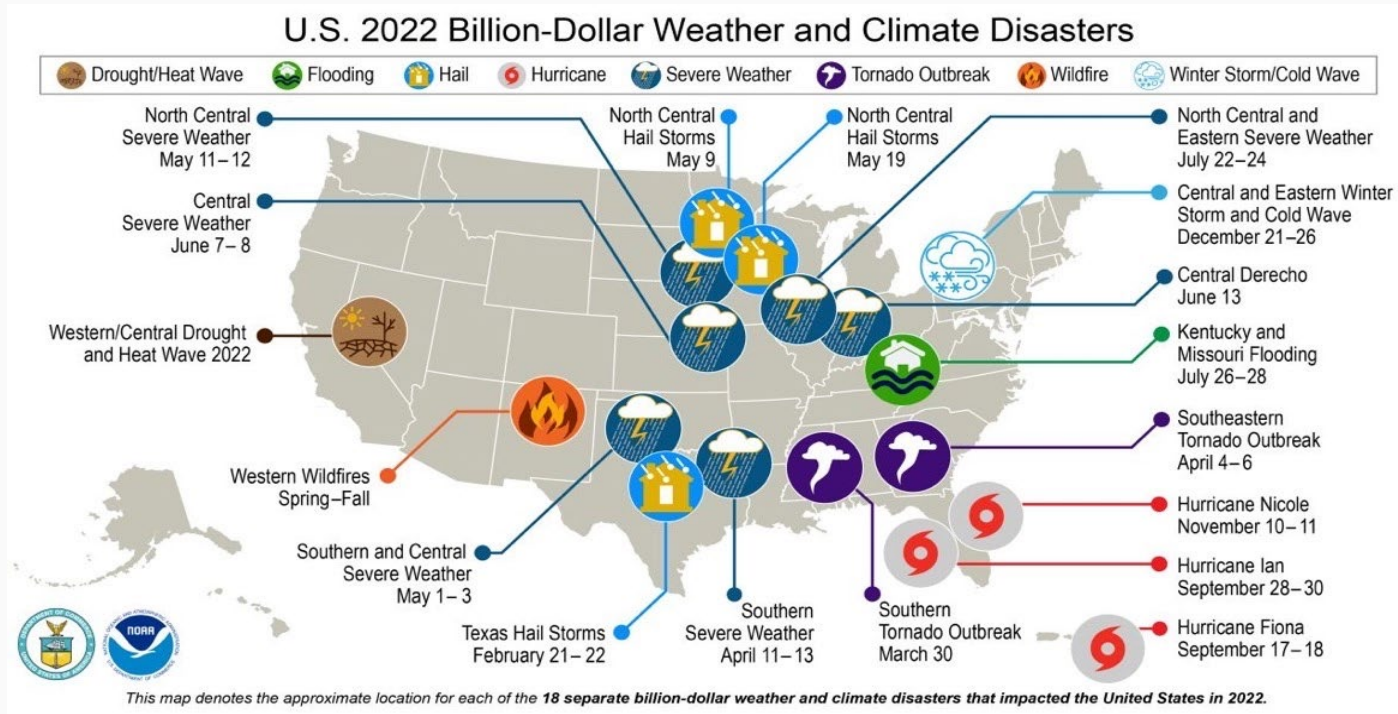 U.S. 2022 Billion-Dollar Weather and Climate Disasters
Drought/Heat Wave
Flooding
Hail
Hurricane
Severe Weather
Tornado Outbreak
Wildfire
Winter Storm/Cold Wave
North Central
Severe Weather
May 11–12
North Central
Hail Storms
May 9
North Central
Hail Storms
May 19
North Central and
Eastern Severe Weather
July 22–24
Central
Severe Weather
June 7–8
Central and Eastern Winter
Storm and Cold Wave
December 21–26
Central Derecho
June 13
Western/Central Drought
and Heat Wave 2022
Kentucky and
Missouri Flooding
July 26–28
Southeastern
Tornado Outbreak
April 4–6
Western Wildfires
Spring–Fall
Hurricane Nicole
November 10–11
Southern and Central
Severe Weather
May 1–3
Hurricane Ian
September 28–30
Texas Hail Storms
February 21–22
Southern
Severe Weather
April 11–13
Southern
Tornado Outbreak
March 30
Hurricane Fiona
September 17–18
DEPARTMENT OF COMMERCE
UNITED STATES OF AMERICA
NOAA
This map denotes the approximate location for each of the 18 separate billion-dollar weather and climate disasters that impacted the United States in 2022.